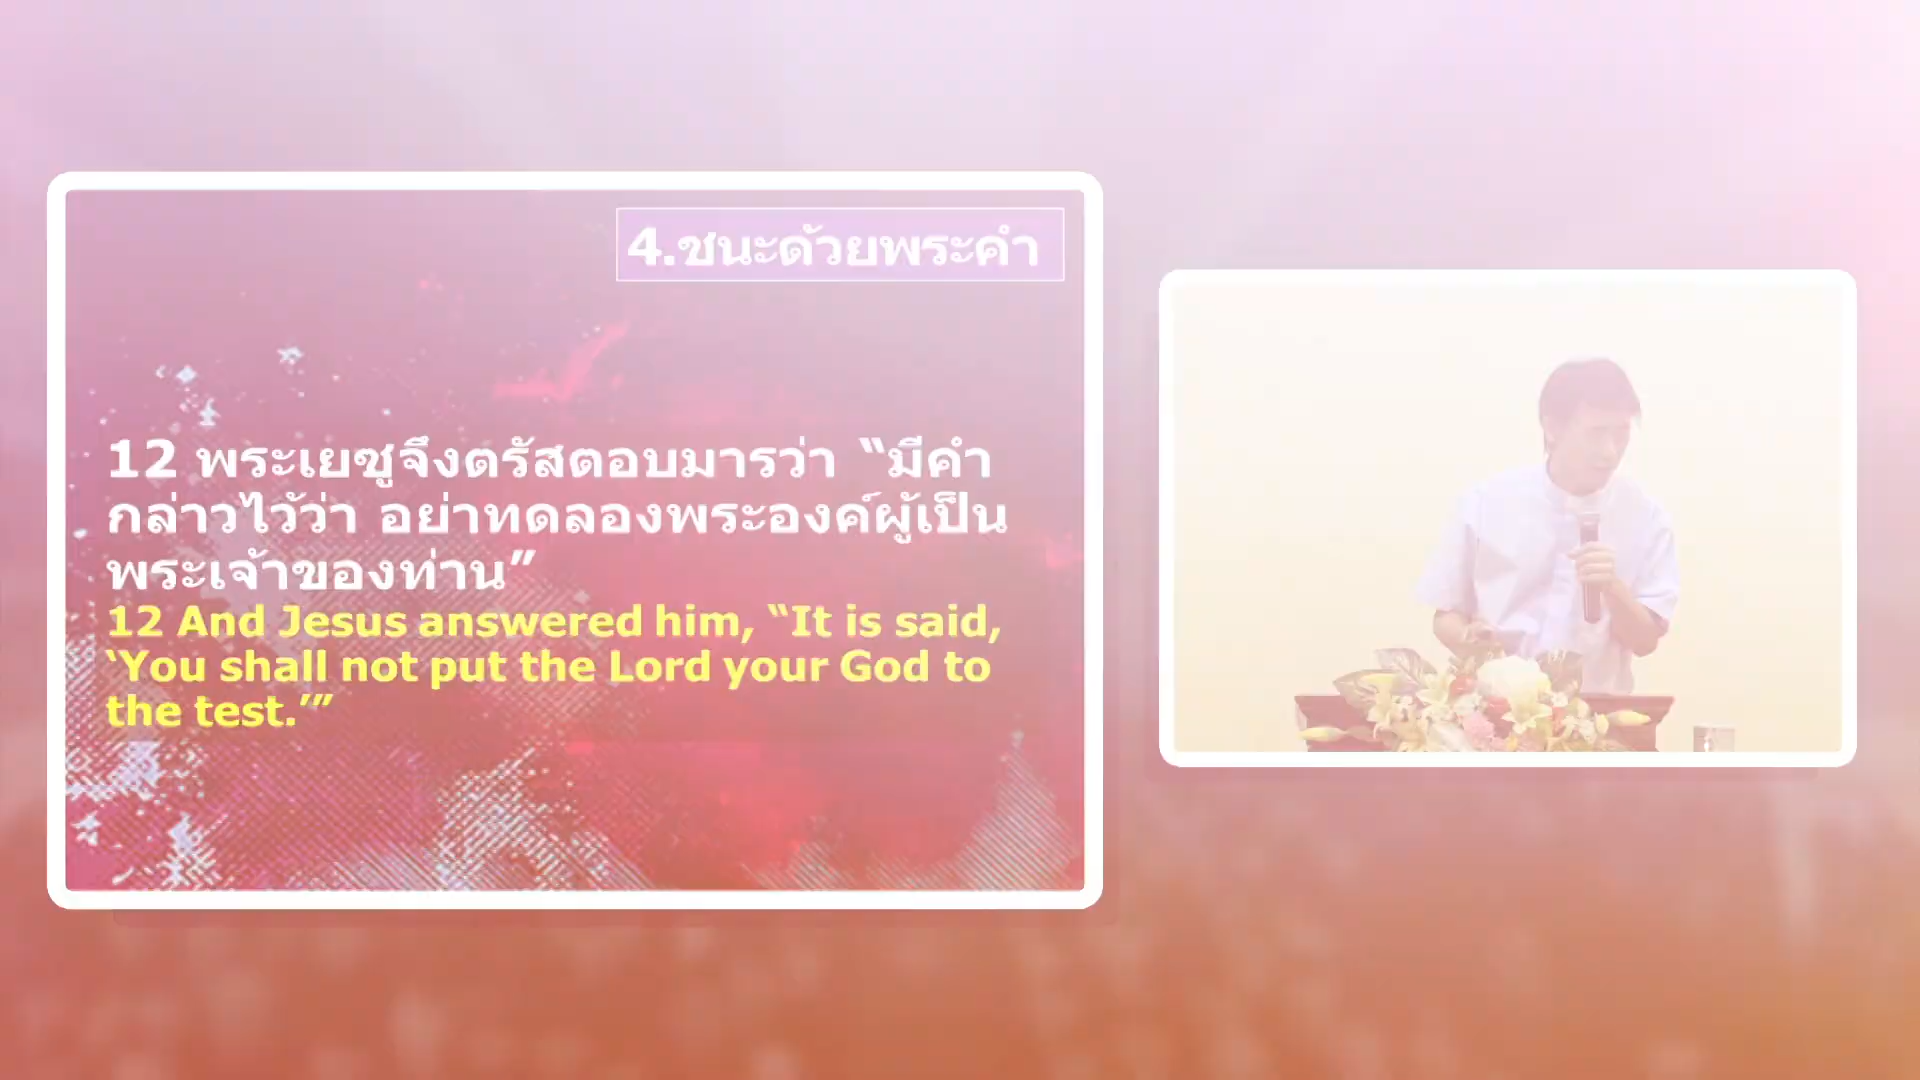 4.ชนะด้วยพระคำ
12 พระเยซูจึงตรัสตอบมารว่า “มีคำ
กล่าวไว้ว่า อย่าทดลองพระองค์ผู้เป็น
พระเจ้าของท่าน”
12 And Jesus answered him, “It is said,
‘You shall not put the Lord your God to
the test.’”